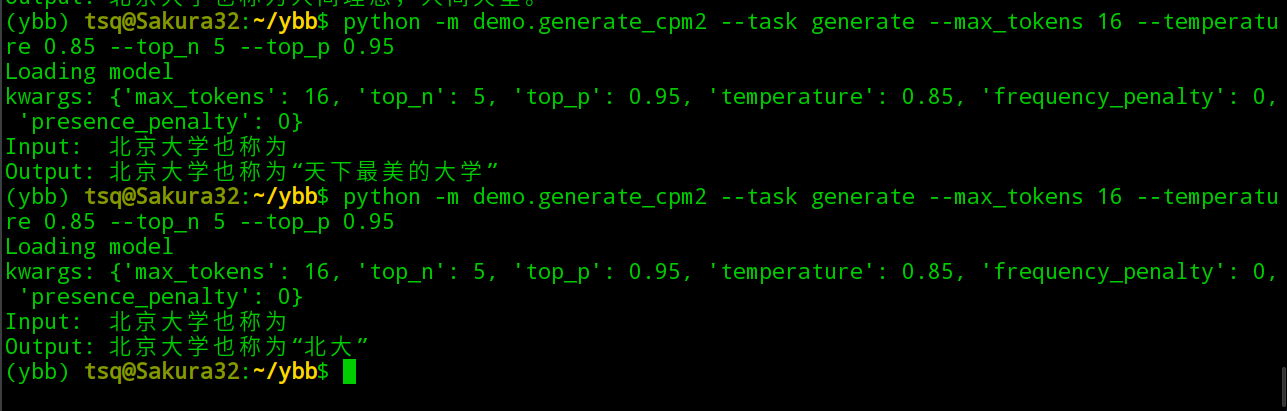 (ybb) tsq@Sakura32:~/ybb$ python -m demo.generate_cpm2 --task generate --max_tokens 16 --temperatu
re 0.85 --top_n 5 --top_p 0.95
Loading model
kwargs: {'max_tokens': 16, 'top_n': 5, 'top_p': 0.95, 'temperature': 0.85, 'frequency_penalty': 0,
 'presence_penalty': 0}
Input:  北京大学也称为
Output: 北京大学也称为“天下最美的大学”
(ybb) tsq@Sakura32:~/ybb$ python -m demo.generate_cpm2 --task generate --max_tokens 16 --temperatu
re 0.85 --top_n 5 --top_p 0.95
Loading model
kwargs: {'max_tokens': 16, 'top_n': 5, 'top_p': 0.95, 'temperature': 0.85, 'frequency_penalty': 0,
 'presence_penalty': 0}
Input:  北京大学也称为
Output: 北京大学也称为“北大”
(ybb) tsq@Sakura32:~/ybb$